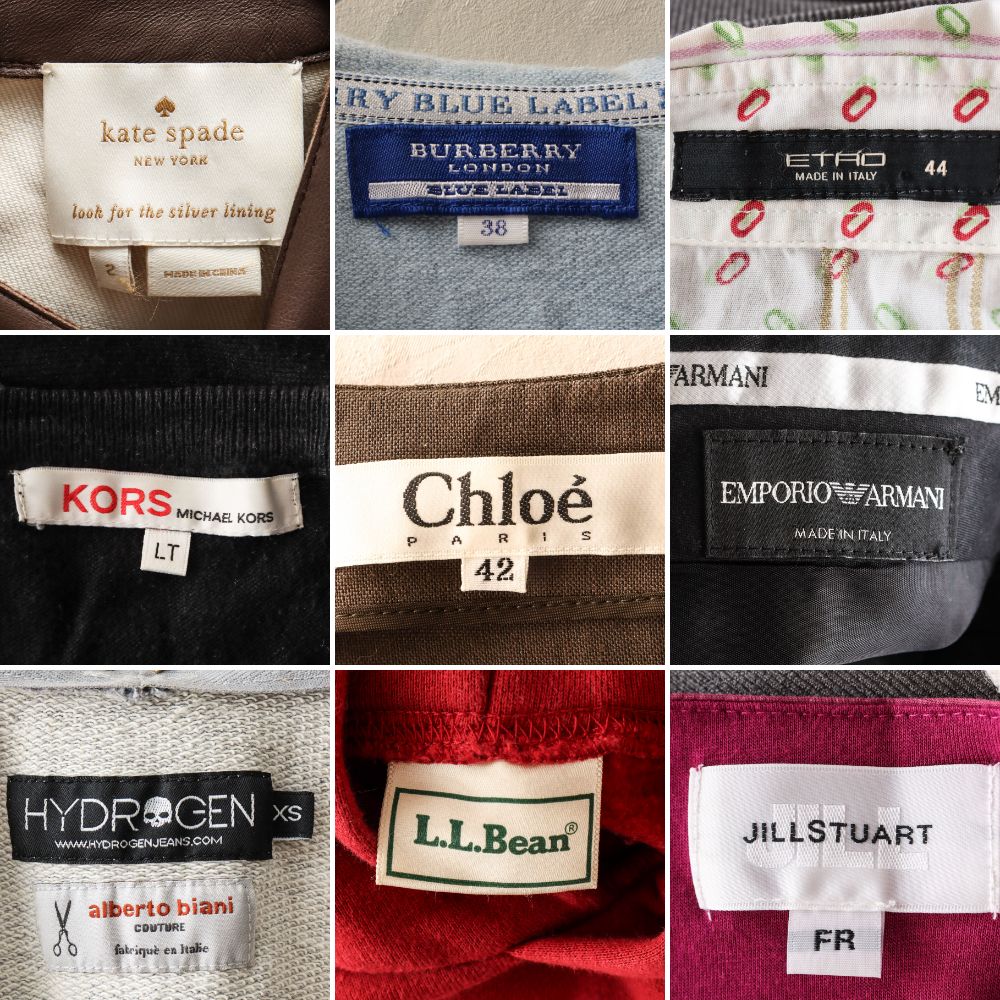 kate spade
NEW YORK
look for the silver lining
2
MADE IN CHINA
RY BLUE LABEL
BURBERRY
LONDON
BLUE LABEL
38
ETRO
MADE IN ITALY
44
KORS MICHAEL KORS
LT
Chloé
PARIS
42
ARMANI
EM
EMPORIO ARMANI
MADE IN ITALY
HYDROGEN
WWW.HYDROGENJEANS.COM
XS
alberto biani
COUTURE
fabriqué en Italie
L.L.Bean®
JILL
JILLSTUART
FR